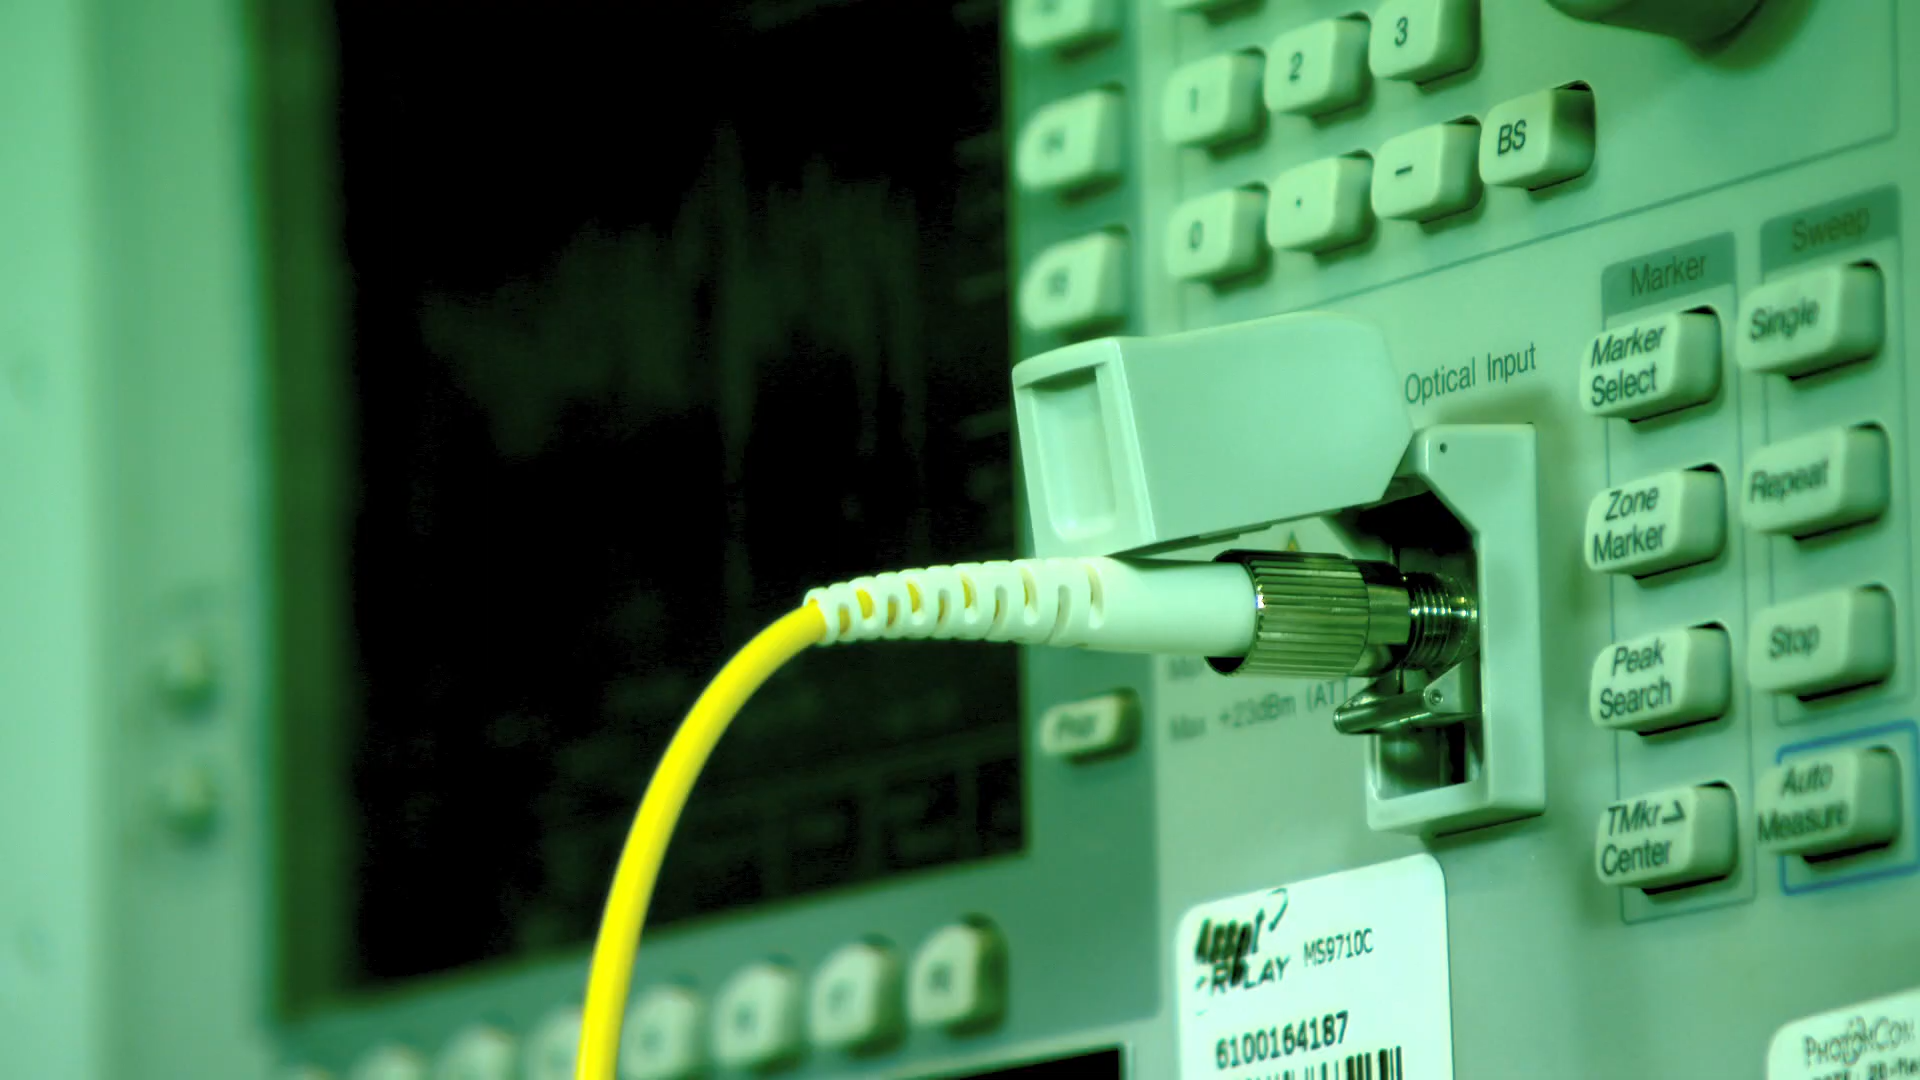 1
2
3
0
.
-
BS
Marker
Sweep
Optical Input
Marker
Select
Single
Zone
Marker
Repeat
Peak
Search
Stop
TMkr
Center
Auto
Measure
Max +23dBm (AT
MS9710C
6100164187